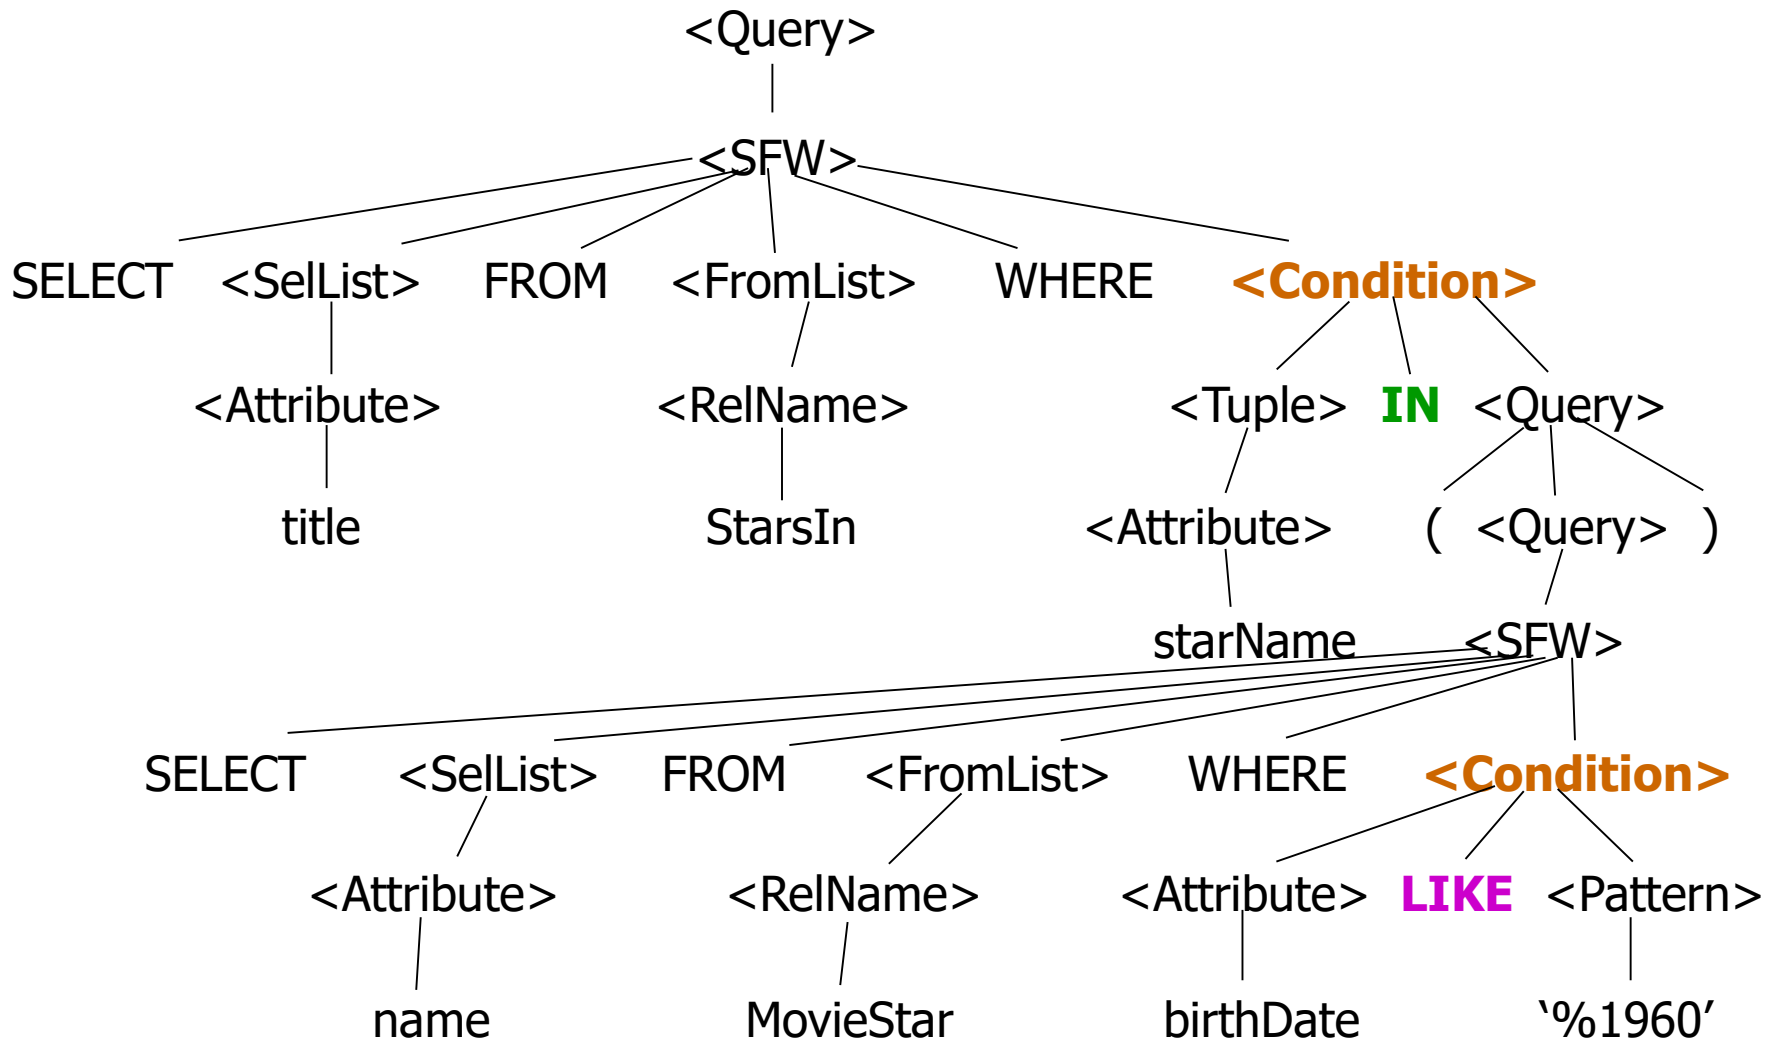 <Query>
<SFW>
SELECT <SelList> FROM <FromList> WHERE <Condition>
<Attribute> <RelName> <Tuple> IN <Query>
title StarsIn <Attribute> ( <Query> )
starName <SFW>
SELECT <SelList> FROM <FromList> WHERE <Condition>
<Attribute> <RelName> <Attribute> LIKE <Pattern>
name MovieStar birthDate ‘%1960’